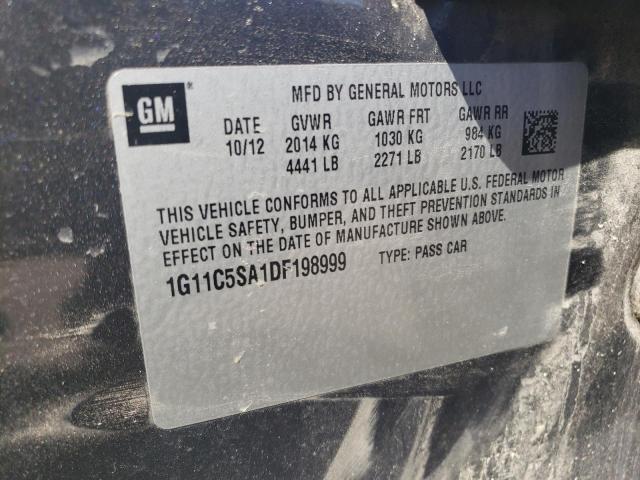 GM
MFD BY GENERAL MOTORS LLC
DATE GVWR GAWR FRT GAWR RR
10/12 2014 KG 1030 KG 984 KG
4441 LB 2271 LB 2170 LB
THIS VEHICLE CONFORMS TO ALL APPLICABLE U.S. FEDERAL MOTOR
VEHICLE SAFETY, BUMPER, AND THEFT PREVENTION STANDARDS IN
EFFECT ON THE DATE OF MANUFACTURE SHOWN ABOVE.
1G11C5SA1DF198999 TYPE: PASS CAR